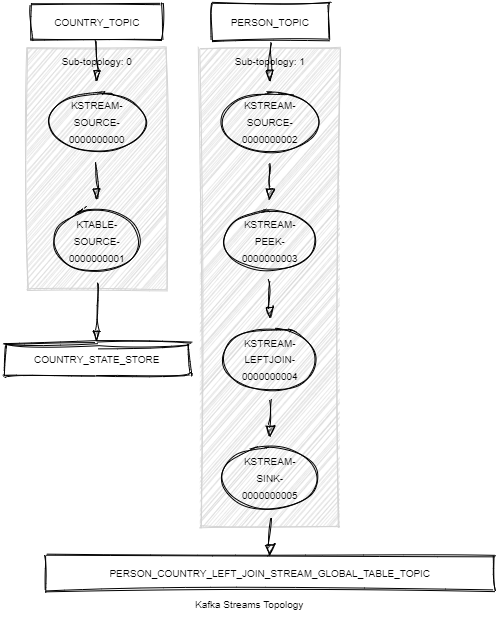 COUNTRY_TOPIC
PERSON_TOPIC
Sub-topology: 0
Sub-topology: 1
KSTREAM-
SOURCE-
0000000000
KSTREAM-
SOURCE-
0000000002
KTABLE-
SOURCE-
0000000001
KSTREAM-
PEEK-
0000000003
COUNTRY_STATE_STORE
KSTREAM-
LEFTJOIN-
0000000004
KSTREAM-
SINK-
0000000005
PERSON_COUNTRY_LEFT_JOIN_STREAM_GLOBAL_TABLE_TOPIC
Kafka Streams Topology